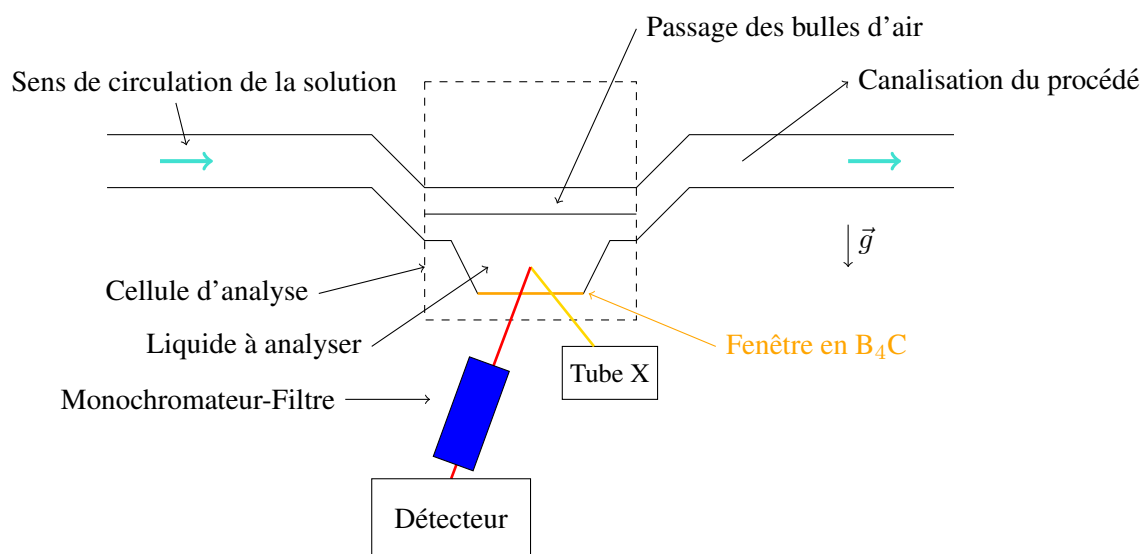 Passage des bulles d'air
Sens de circulation de la solution
Canalisation du procédé
g⃗
Cellule d'analyse
Liquide à analyser
Fenêtre en B₄C
Tube X
Monochromateur-Filtre
Détecteur